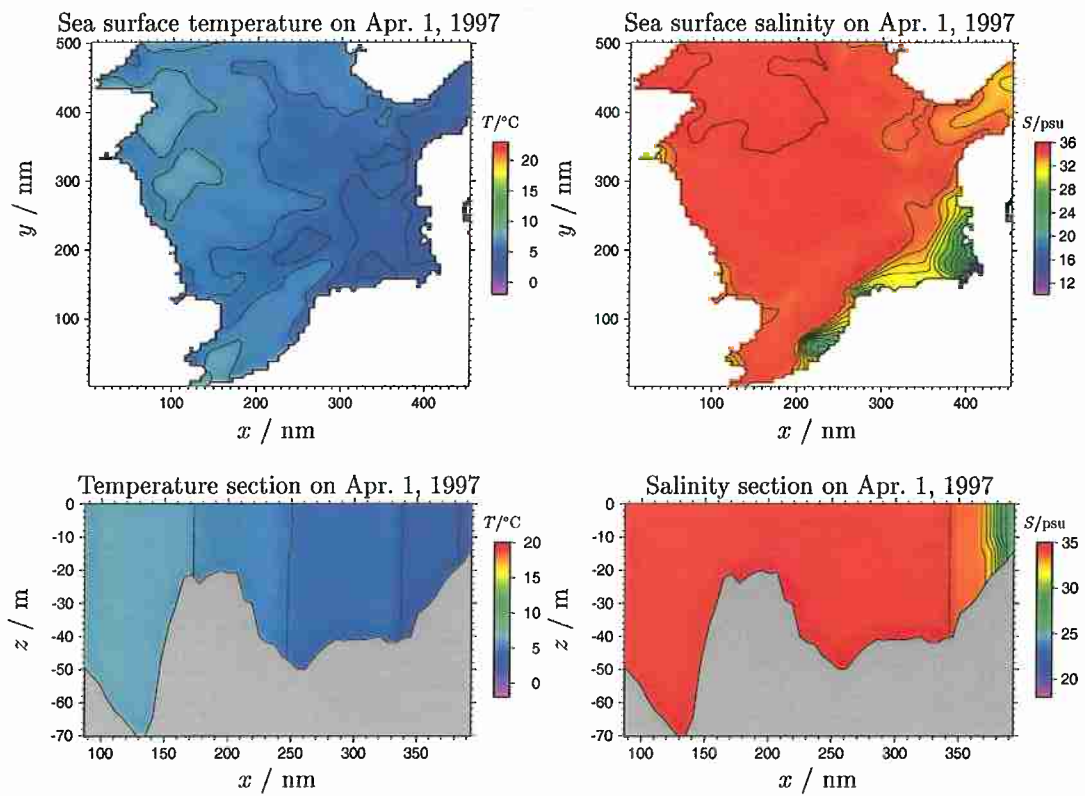 Sea surface temperature on Apr. 1, 1997
500
400
300
200
100
y / nm
100 200 300 400
x / nm
T/°C
20
15
10
5
0
Sea surface salinity on Apr. 1, 1997
500
400
300
200
100
y / nm
100 200 300 400
x / nm
S/psu
36
32
28
24
20
16
12
Temperature section on Apr. 1, 1997
0
-10
-20
-30
-40
-50
-60
-70
z / m
100 150 200 250 300 350
x / nm
T/°C
20
15
10
5
0
Salinity section on Apr. 1, 1997
0
-10
-20
-30
-40
-50
-60
-70
z / m
100 150 200 250 300 350
x / nm
S/psu
35
30
25
20